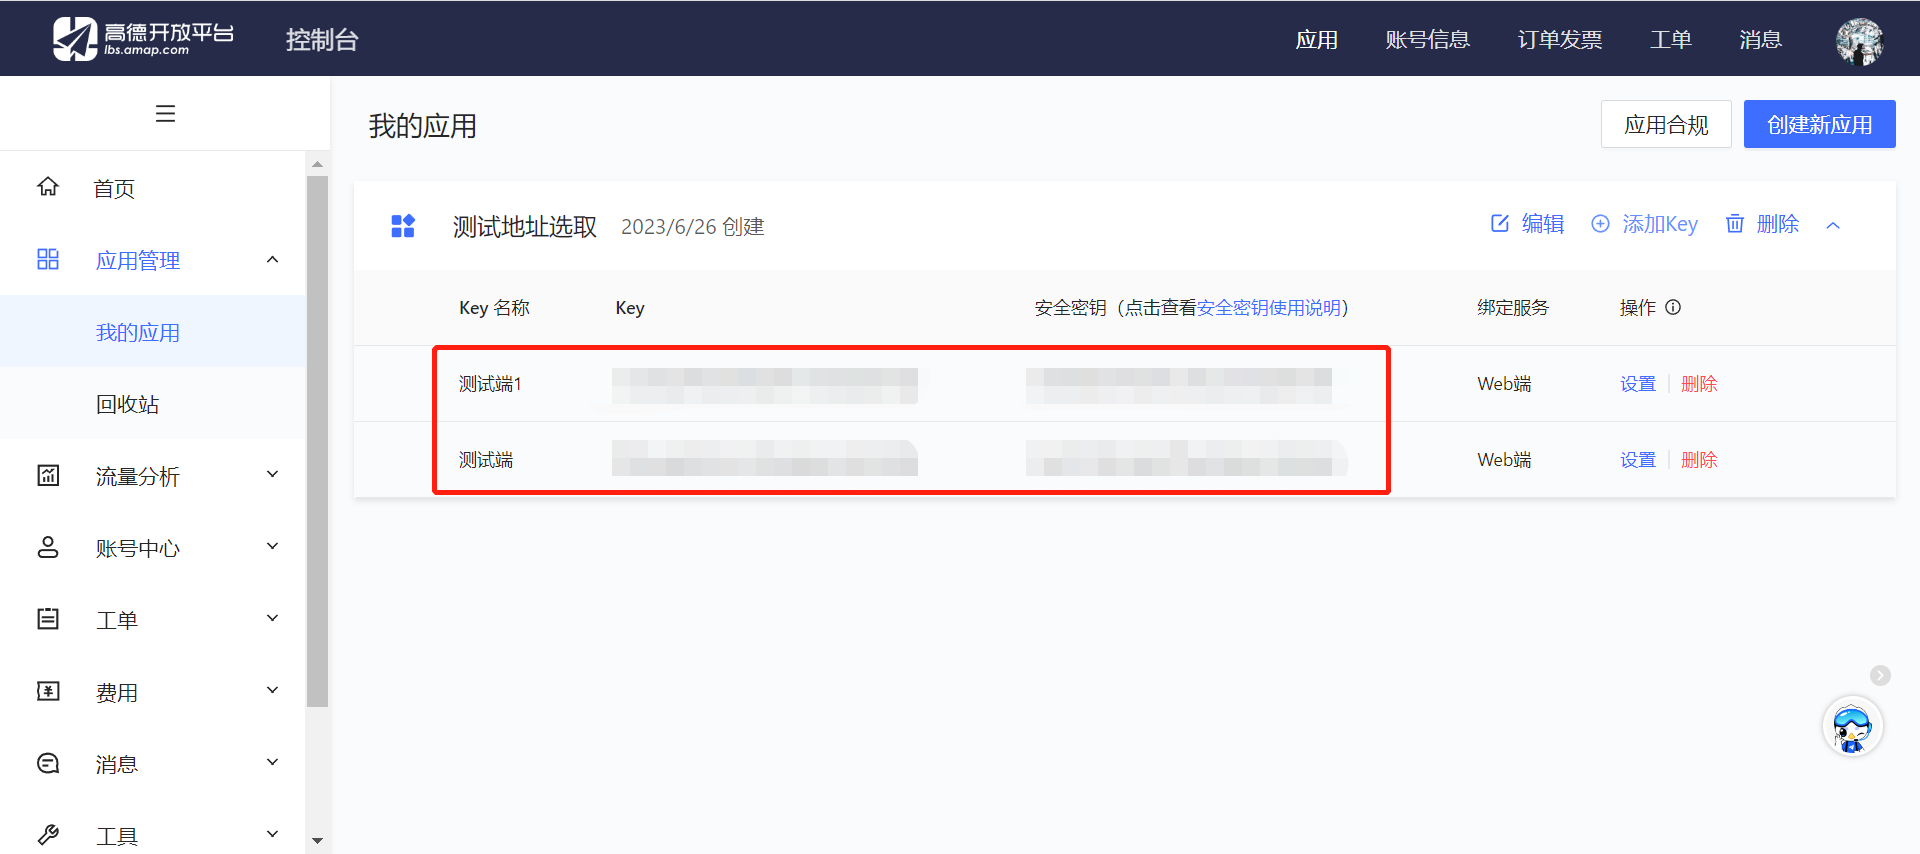 高德开放平台
lbs.amap.com
控制台
应用
账号信息
订单发票
工单
消息
首页
应用管理
我的应用
回收站
流量分析
账号中心
工单
费用
消息
工具
我的应用
应用合规
创建新应用
测试地址选取 2023/6/26 创建
编辑
添加Key
删除
Key 名称 Key 安全密钥（点击查看安全密钥使用说明） 绑定服务 操作
测试端1 Web端 设置 删除
测试端 Web端 设置 删除